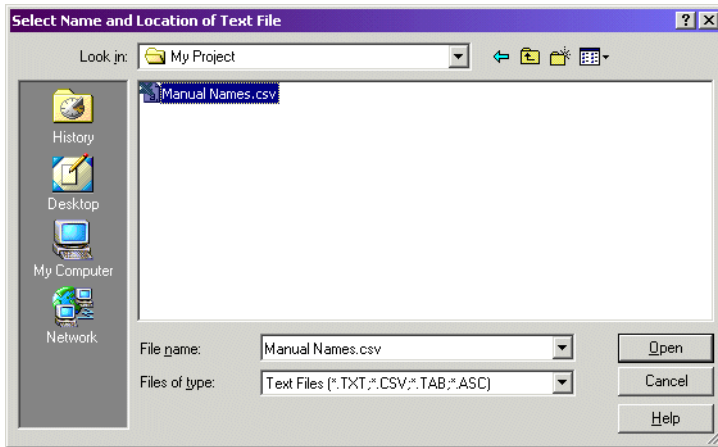 Select Name and Location of Text File
Look in: My Project
Manual Names.csv
History
Desktop
My Computer
Network
File name: Manual Names.csv Open
Files of type: Text Files (*.TXT;*.CSV;*.TAB;*.ASC) Cancel
Help